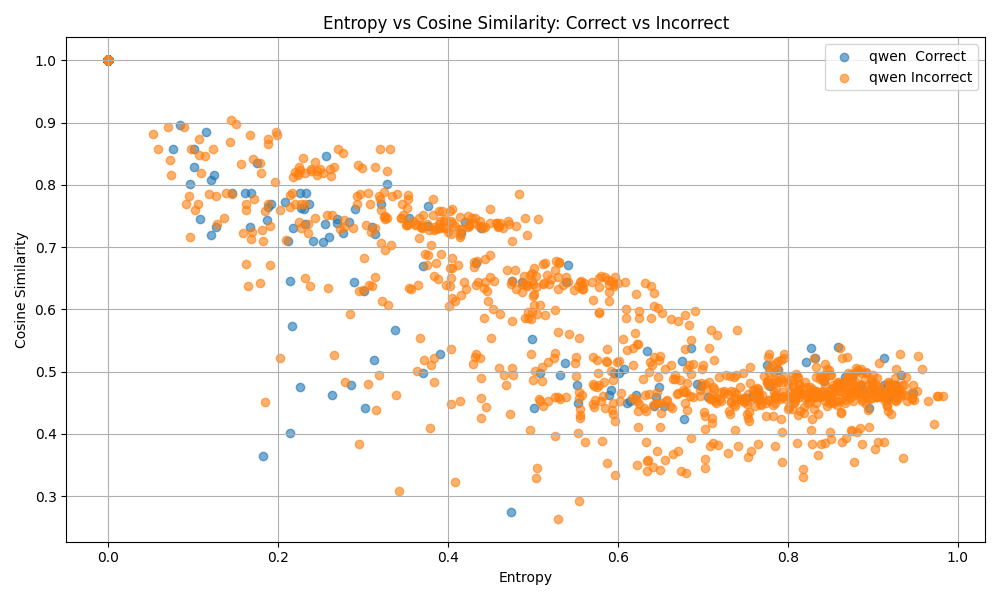 Entropy vs Cosine Similarity: Correct vs Incorrect
qwen  Correct
qwen Incorrect
Cosine Similarity
1.0
0.9
0.8
0.7
0.6
0.5
0.4
0.3
0.0 0.2 0.4 0.6 0.8 1.0
Entropy